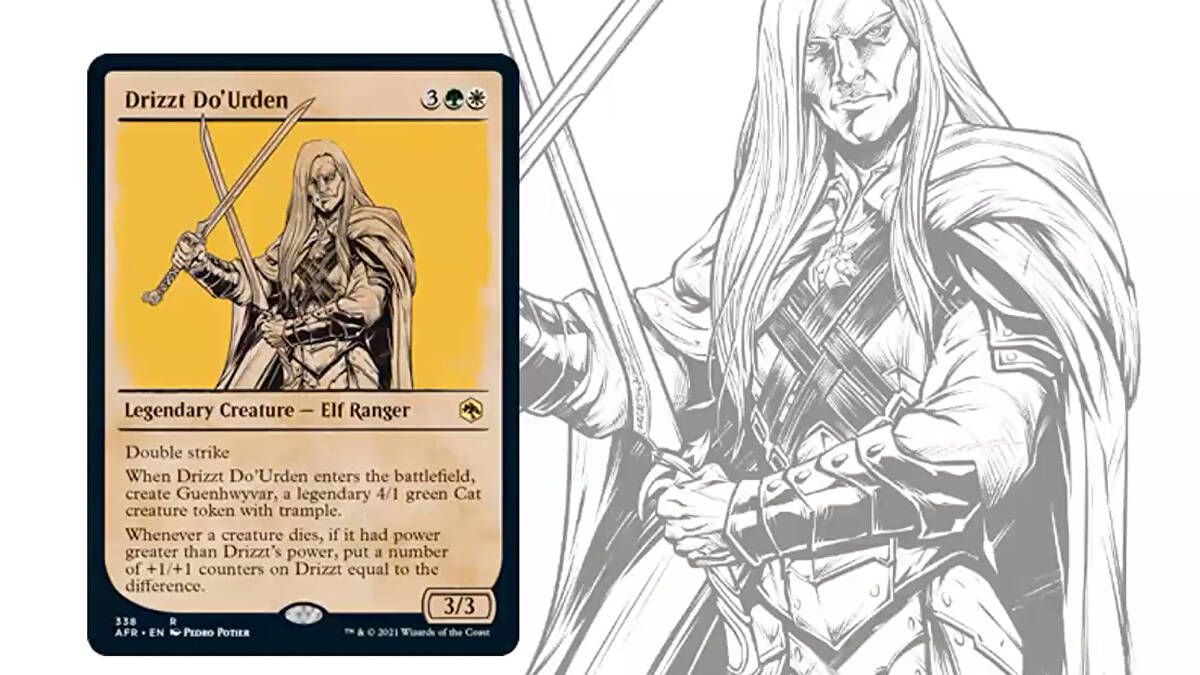 Drizzt Do'Urden 3
Legendary Creature — Elf Ranger
Double strike
When Drizzt Do'Urden enters the battlefield,
create Guenhwyvar, a legendary 4/1 green Cat
creature token with trample.
Whenever a creature dies, if it had power
greater than Drizzt's power, put a number
of +1/+1 counters on Drizzt equal to the
difference.
3/3
338 R
AFR • EN Pedro Potier
™ & © 2021 Wizards of the Coast